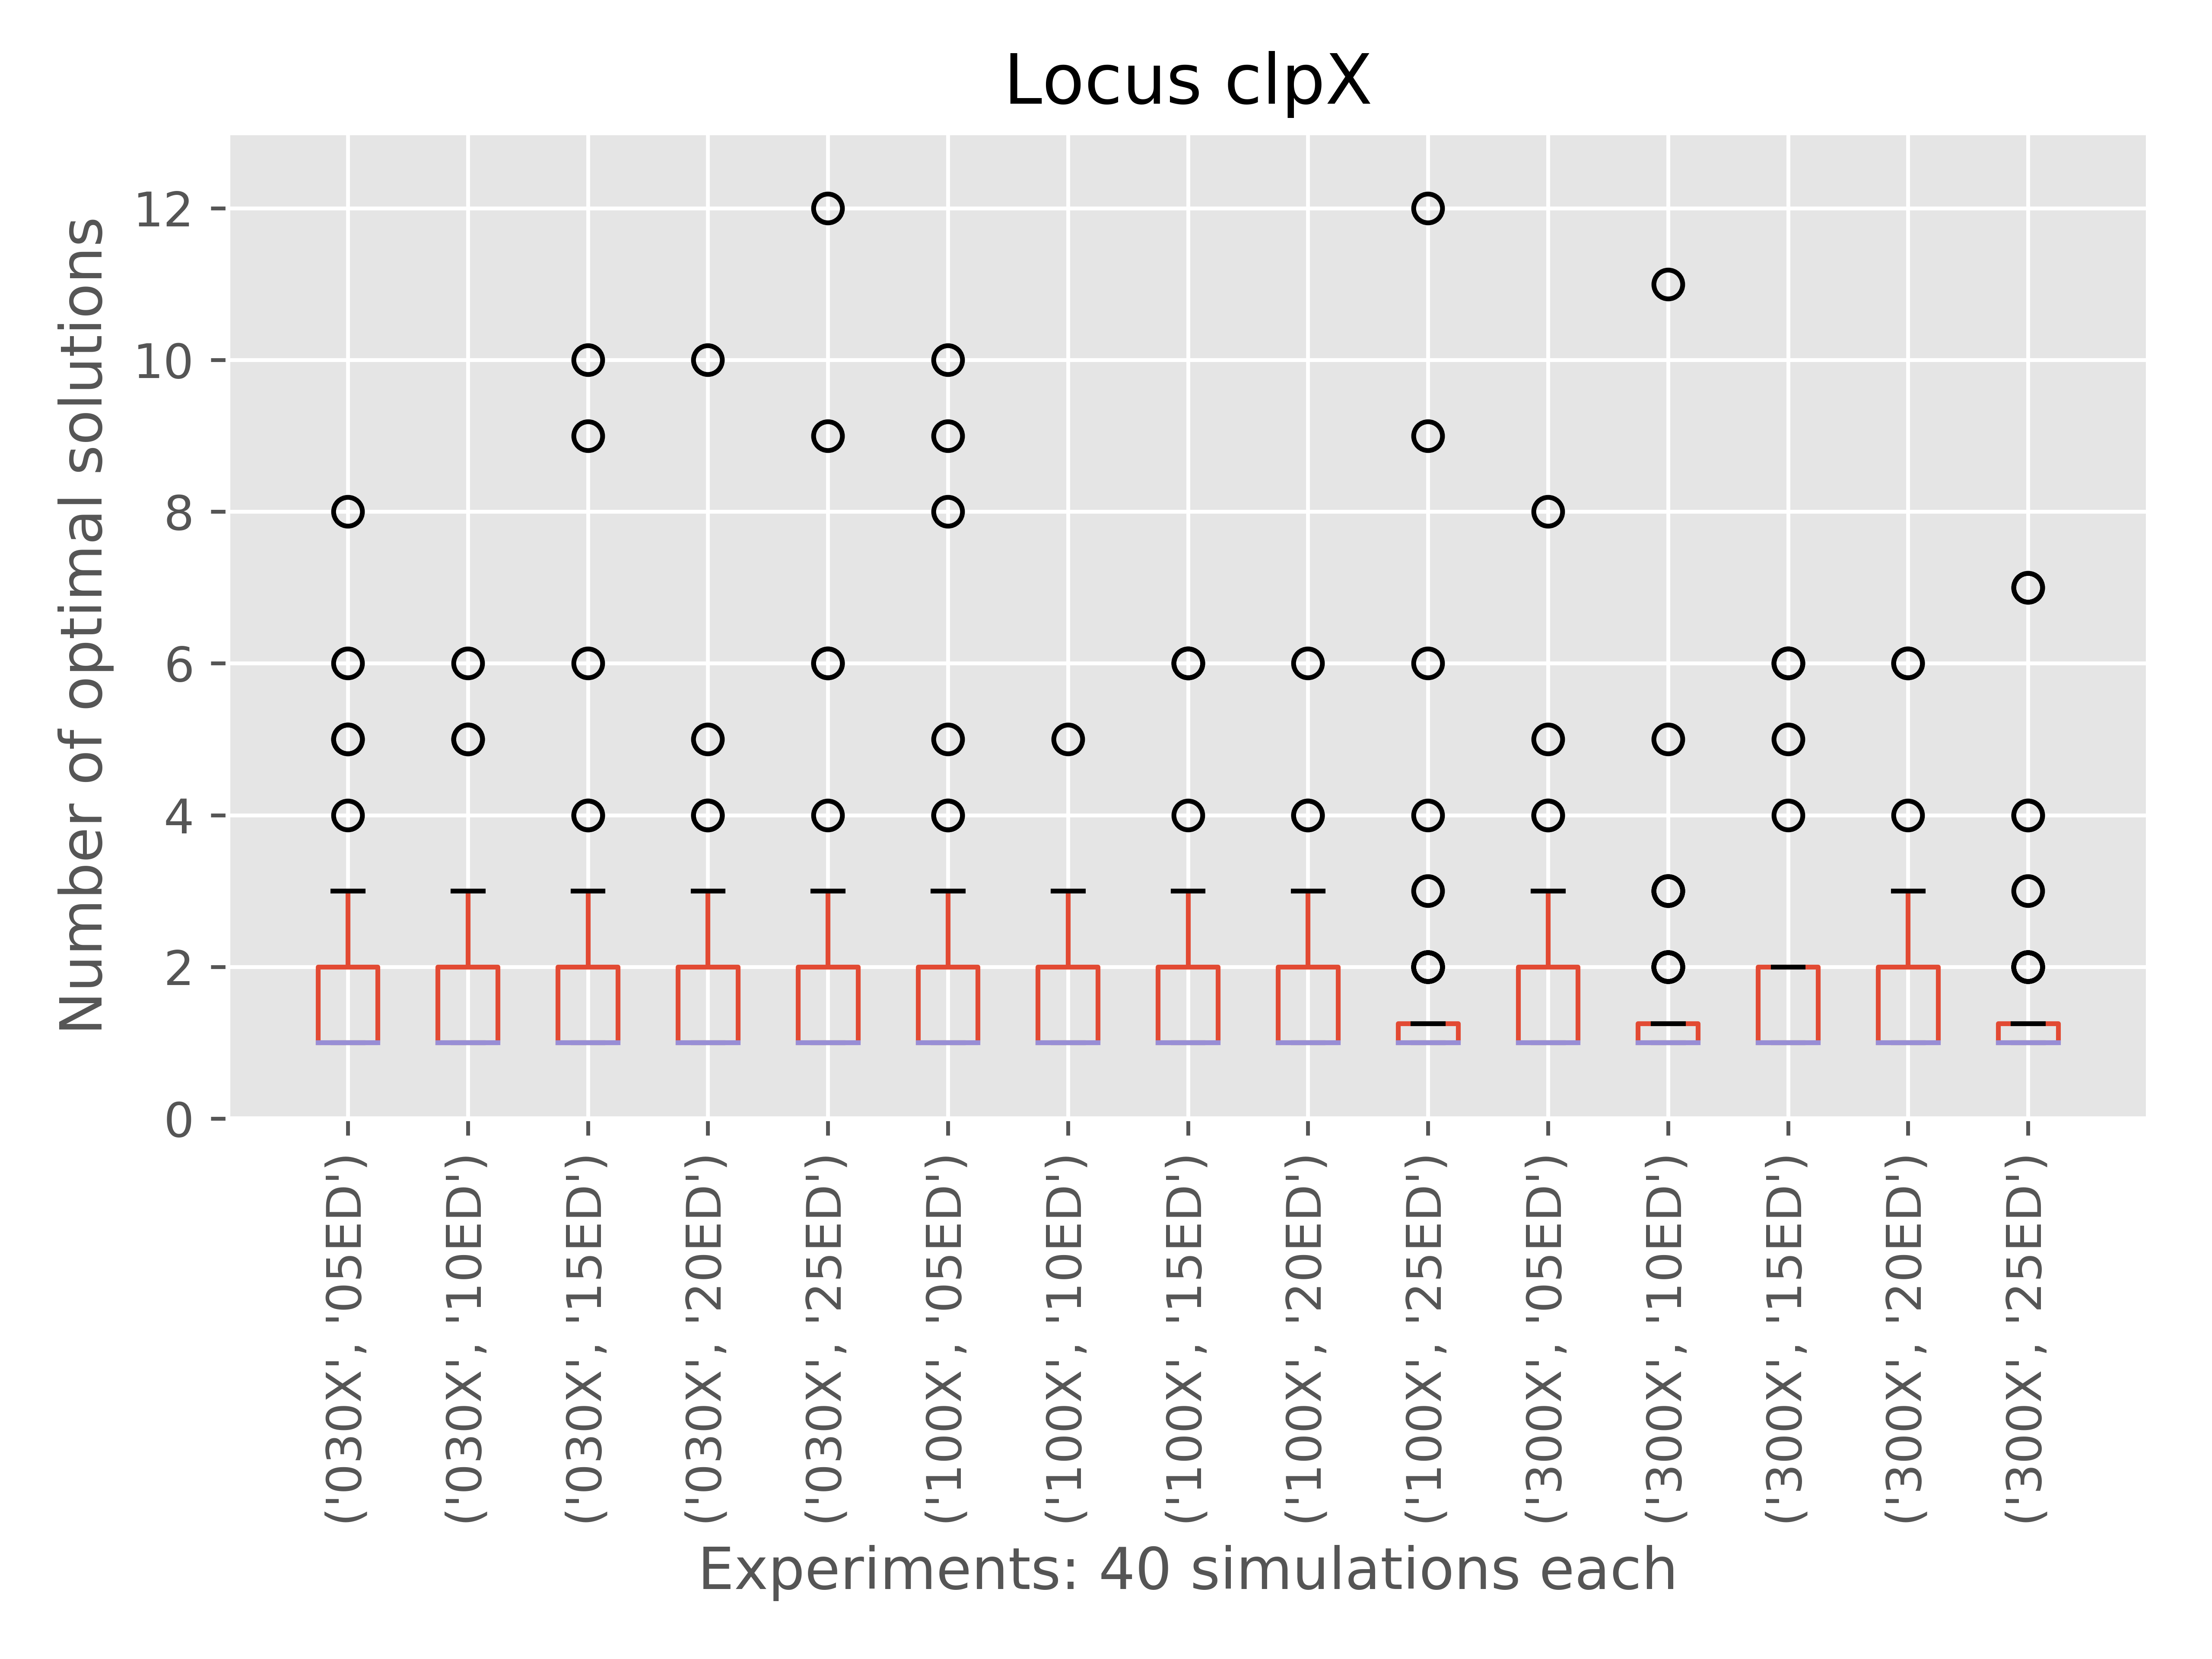 Locus clpX
Number of optimal solutions
12
10
8
6
4
2
0
('030X', '05ED')
('030X', '10ED')
('030X', '15ED')
('030X', '20ED')
('030X', '25ED')
('100X', '05ED')
('100X', '10ED')
('100X', '15ED')
('100X', '20ED')
('100X', '25ED')
('300X', '05ED')
('300X', '10ED')
('300X', '15ED')
('300X', '20ED')
('300X', '25ED')
Experiments: 40 simulations each